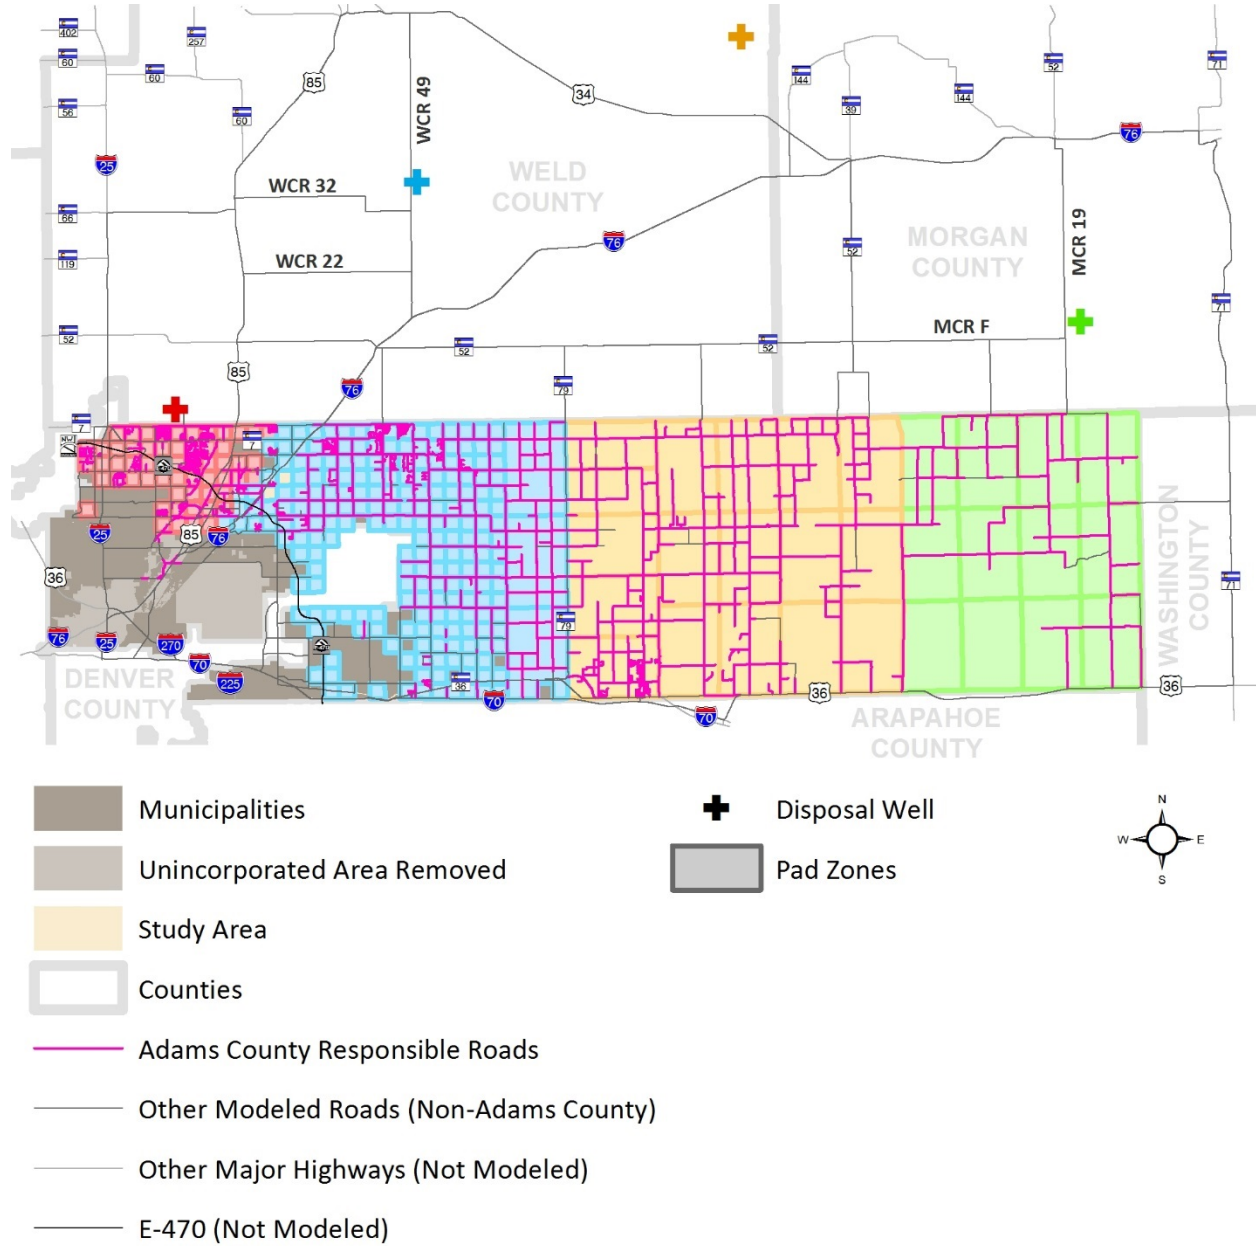 402
257
60
60
85
34
144
52
71
56
60
39
144
WCR 49
25
76
WELD
COUNTY
WCR 32
66
MCR 19
MORGAN
COUNTY
76
52
119
WCR 22
71
52
MCR F
52
52
85
76
79
7
7
25
85
76
WASHINGTON
COUNTY
36
71
79
76
25
270
70
225
DENVER
COUNTY
36
70
70
36
36
ARAPAHOE
COUNTY
Municipalities
Disposal Well
Unincorporated Area Removed
Pad Zones
Study Area
Counties
Adams County Responsible Roads
Other Modeled Roads (Non-Adams County)
Other Major Highways (Not Modeled)
E-470 (Not Modeled)
N
W
E
S